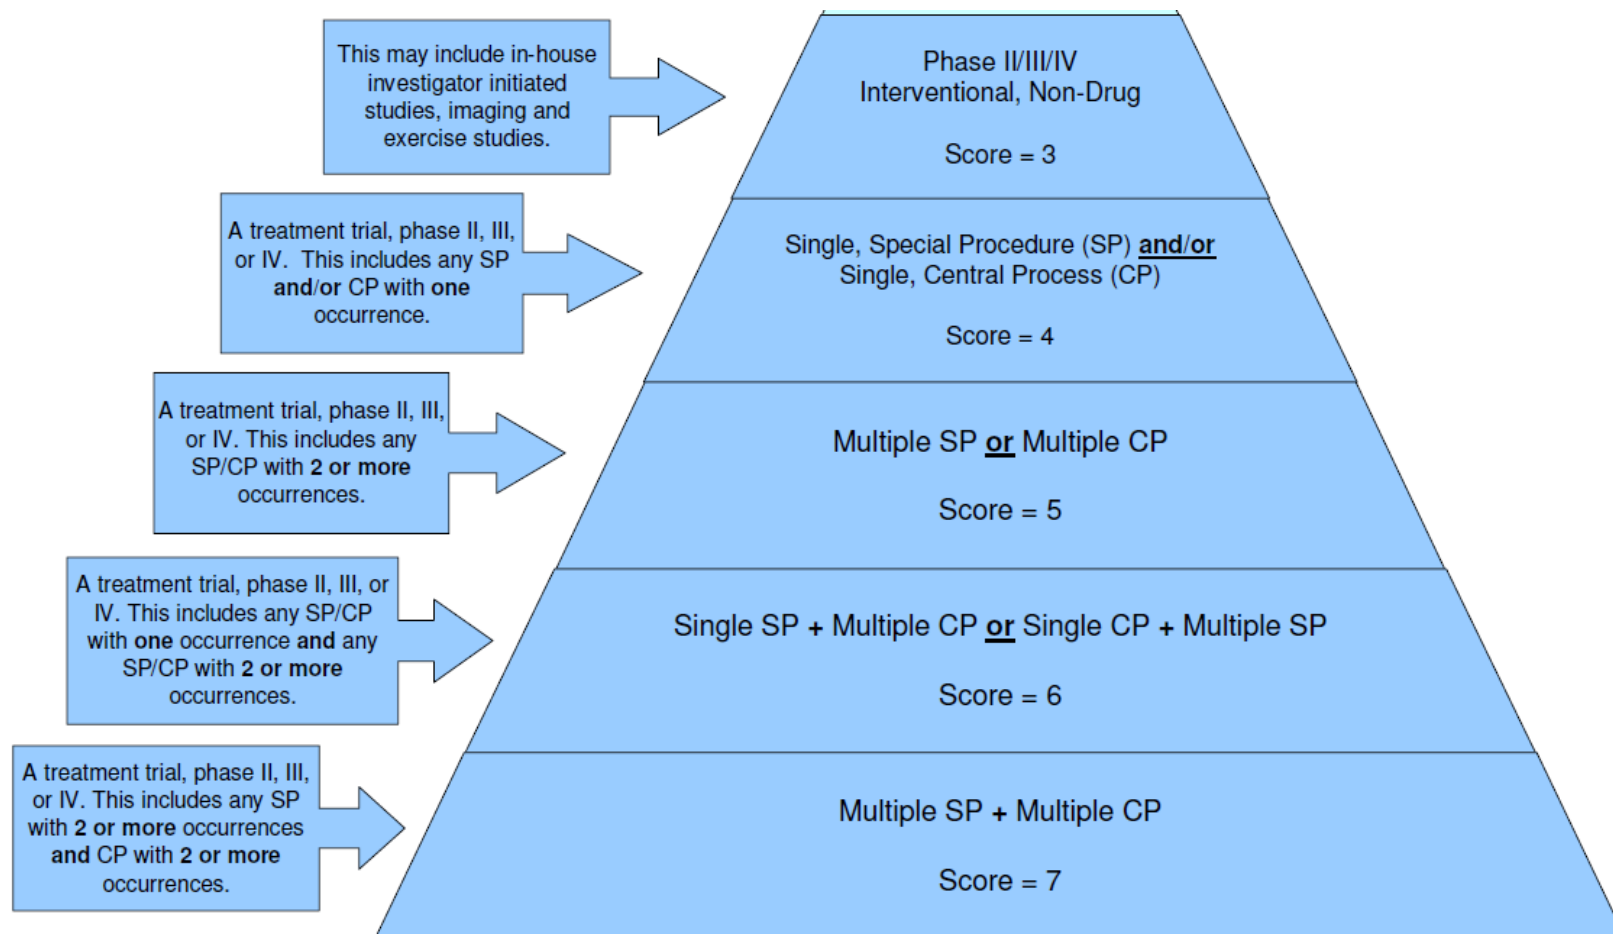 This may include in-house
investigator initiated
studies, imaging and
exercise studies.
Phase II/III/IV
Interventional, Non-Drug
Score = 3
A treatment trial, phase II, III,
or IV. This includes any SP
and/or CP with one
occurrence.
Single, Special Procedure (SP) and/or
Single, Central Process (CP)
Score = 4
A treatment trial, phase II, III,
or IV. This includes any
SP/CP with 2 or more
occurrences.
Multiple SP or Multiple CP
Score = 5
A treatment trial, phase II, III, or
IV. This includes any SP/CP
with one occurrence and any
SP/CP with 2 or more
occurrences.
Single SP + Multiple CP or Single CP + Multiple SP
Score = 6
A treatment trial, phase II, III,
or IV. This includes any SP
with 2 or more occurrences
and CP with 2 or more
occurrences.
Multiple SP + Multiple CP
Score = 7